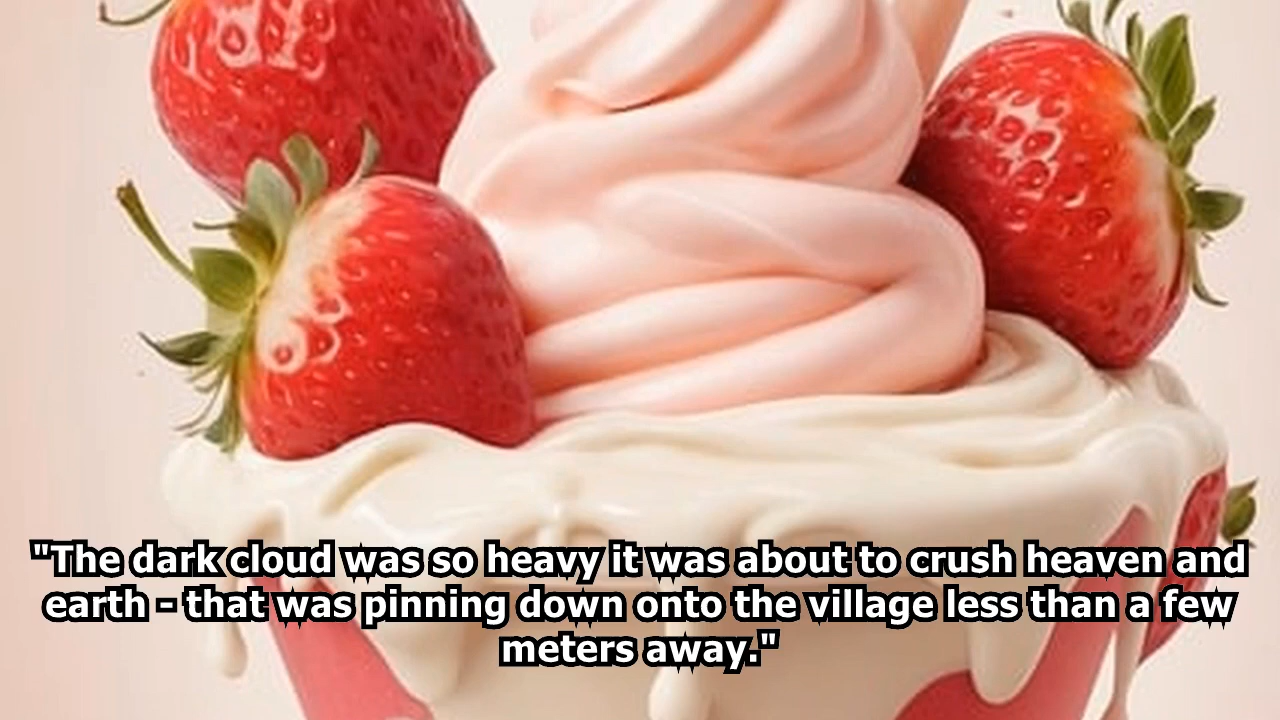 "The dark cloud was so heavy it was about to crush heaven and
earth - that was pinning down onto the village less than a few
meters away."